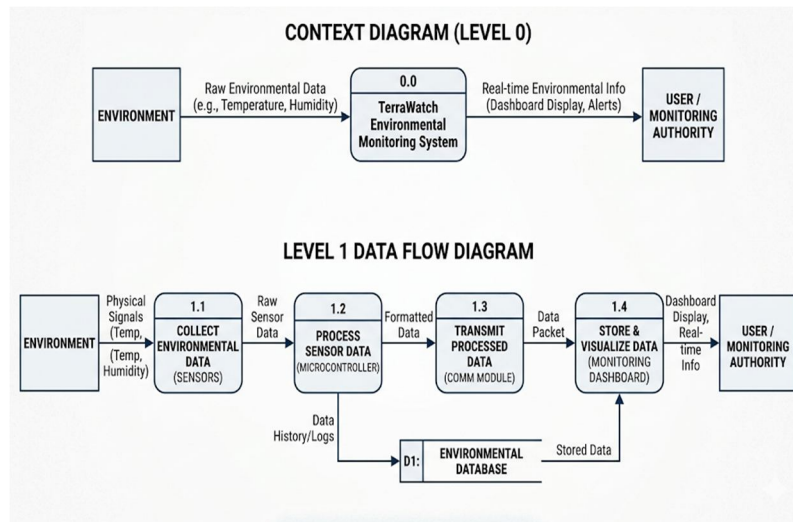 CONTEXT DIAGRAM (LEVEL 0)
ENVIRONMENT
Raw Environmental Data
(e.g., Temperature, Humidity)
0.0
TerraWatch
Environmental
Monitoring System
Real-time Environmental Info
(Dashboard Display, Alerts)
USER /
MONITORING
AUTHORITY
LEVEL 1 DATA FLOW DIAGRAM
ENVIRONMENT
Physical
Signals
(Temp,
(Temp,
Humidity)
1.1
COLLECT
ENVIRONMENTAL
DATA
(SENSORS)
Raw
Sensor
Data
1.2
PROCESS
SENSOR DATA
(MICROCONTROLLER)
Formatted
Data
1.3
TRANSMIT
PROCESSED
DATA
(COMM MODULE)
Data
Packet
1.4
STORE &
VISUALIZE DATA
(MONITORING
DASHBOARD)
Dashboard
Display,
Real-
time
Info
USER /
MONITORING
AUTHORITY
Data
History/Logs
D1:
ENVIRONMENTAL
DATABASE
Stored Data